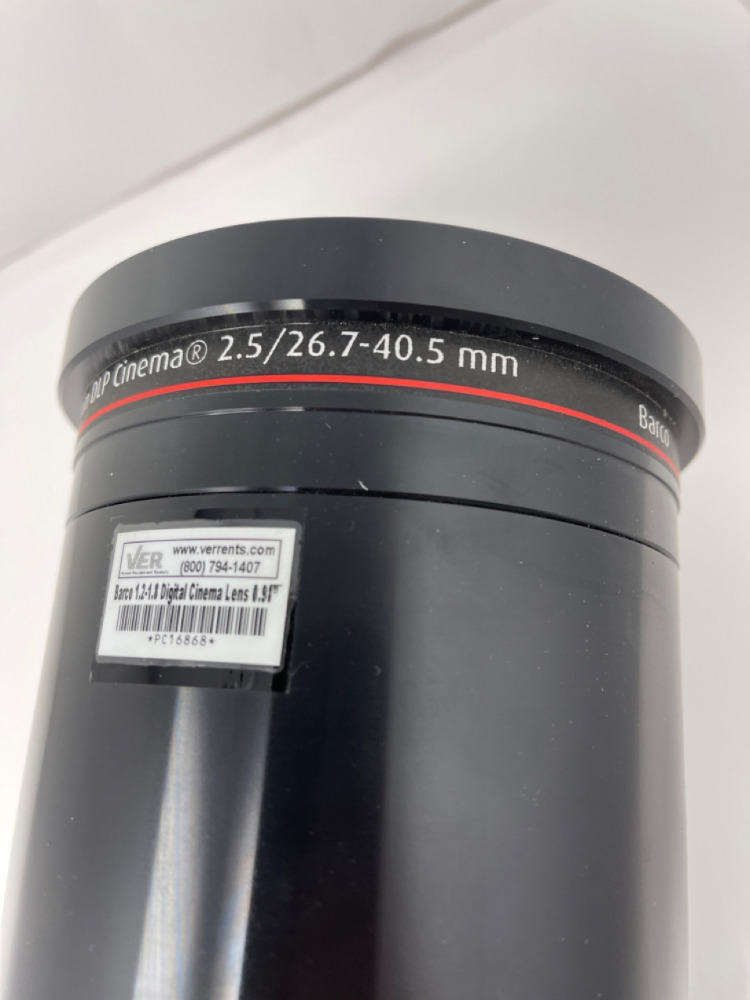 DLP Cinema® 2.5/26.7-40.5 mm
Barco
VER
www.verrents.com
(800) 794-1407
Barco 1.2-1.8 Digital Cinema Lens 0.98"
*PC16868*